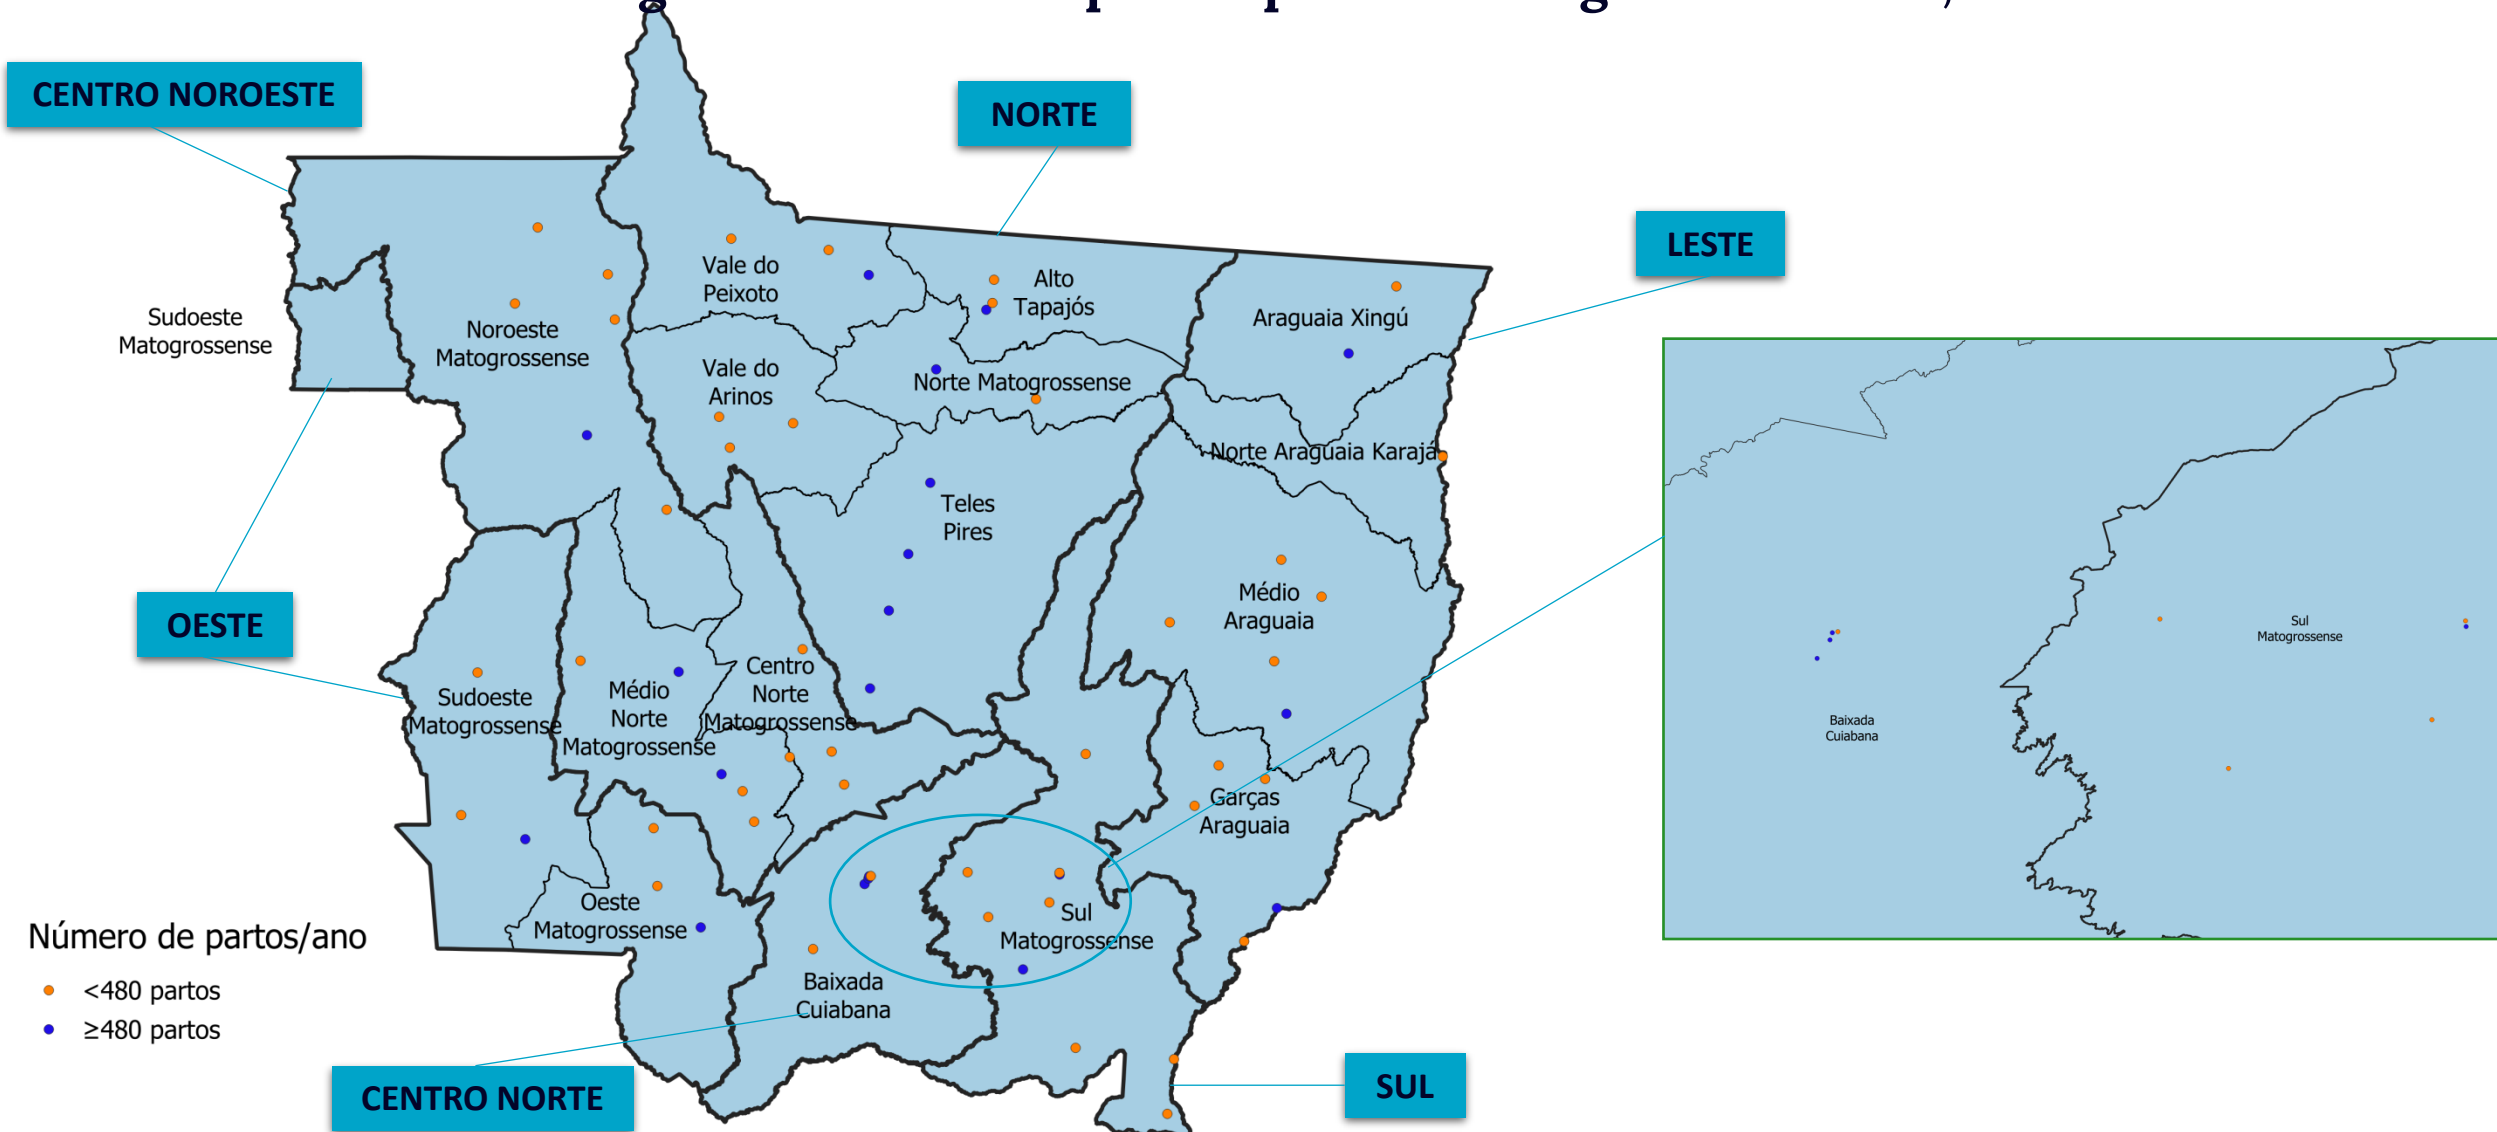 CENTRO NOROESTE
NORTE
LESTE
Vale do
Peixoto
Alto
Tapajós
Araguaia Xingú
Sudoeste
Matogrossense
Noroeste
Matogrossense
Vale do
Arinos
Norte Matogrossense
Norte Araguaia Karajá
Teles
Pires
Médio
Araguaia
OESTE
Sul
Matogrossense
Baixada
Cuiabana
Sudoeste
Matogrossense
Médio
Norte
Matogrossense
Centro
Norte
Matogrossense
Garças
Araguaia
Oeste
Matogrossense
Sul
Matogrossense
Baixada
Cuiabana
Número de partos/ano
<480 partos
≥480 partos
CENTRO NORTE
SUL